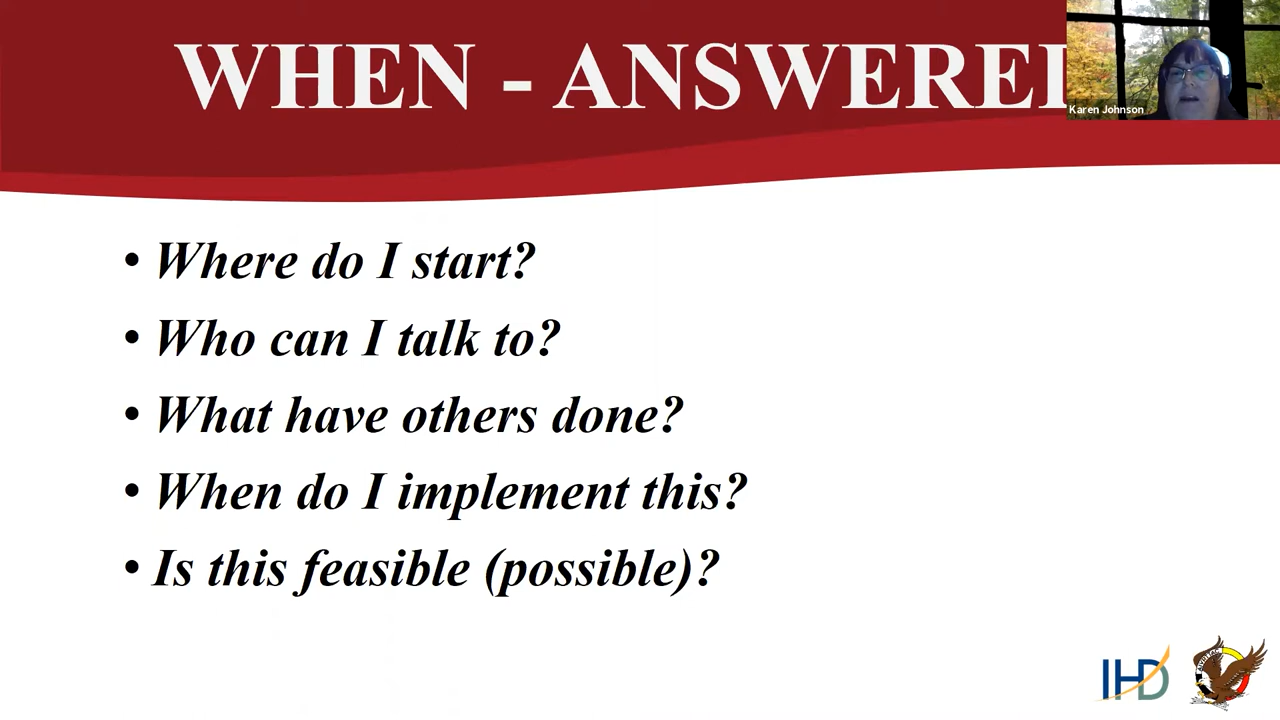 WHEN - ANSWERED
Karen Johnson
• Where do I start?
• Who can I talk to?
• What have others done?
• When do I implement this?
• Is this feasible (possible)?
IHD